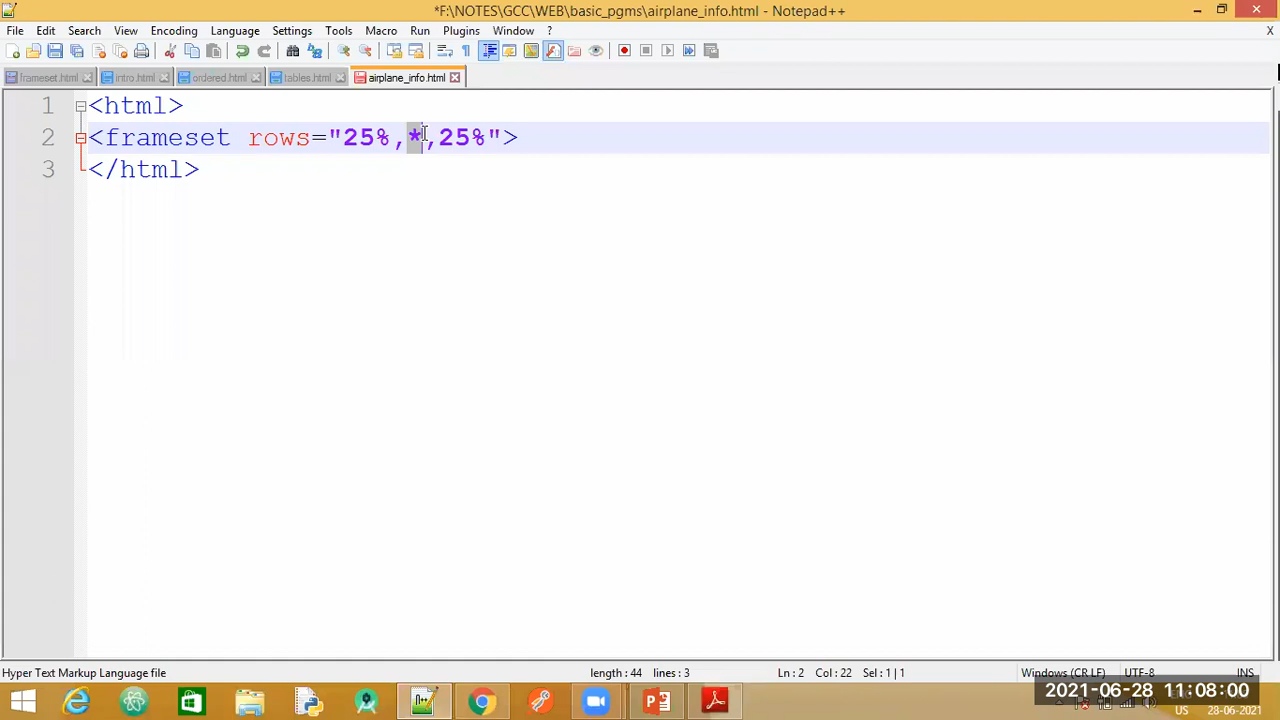 *F:\NOTES\GCC\WEB\basic_pgms\airplane_info.html - Notepad++
File Edit Search View Encoding Language Settings Tools Macro Run Plugins Window ? X
frameset.html intro.html ordered.html tables.html airplane_info.html
1 <html>
2 <frameset rows="25%,*,25%">
3 </html>
Hyper Text Markup Language file length : 44 lines : 3 Ln : 2 Col : 22 Sel : 1 | 1 Windows (CR LF) UTF-8 INS
2021-06-28 11:08:00
US 28-06-2021